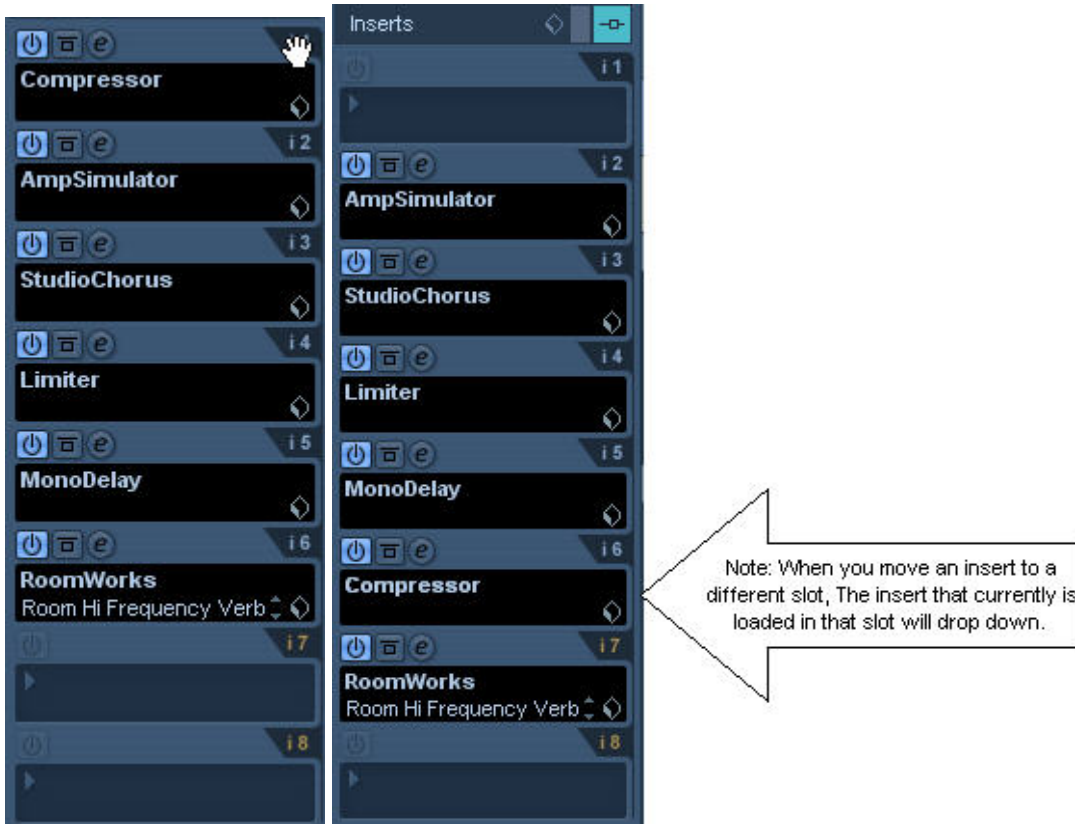 e
Compressor
e
i 2
AmpSimulator
e
i 3
StudioChorus
e
i 4
Limiter
e
i 5
MonoDelay
e
i 6
RoomWorks
Room Hi Frequency Verb
i 7
i 8
Inserts
i 1
e
i 2
AmpSimulator
e
i 3
StudioChorus
e
i 4
Limiter
e
i 5
MonoDelay
e
i 6
Compressor
e
i 7
RoomWorks
Room Hi Frequency Verb
i 8
Note: When you move an insert to a
different slot, The insert that currently is
loaded in that slot will drop down.